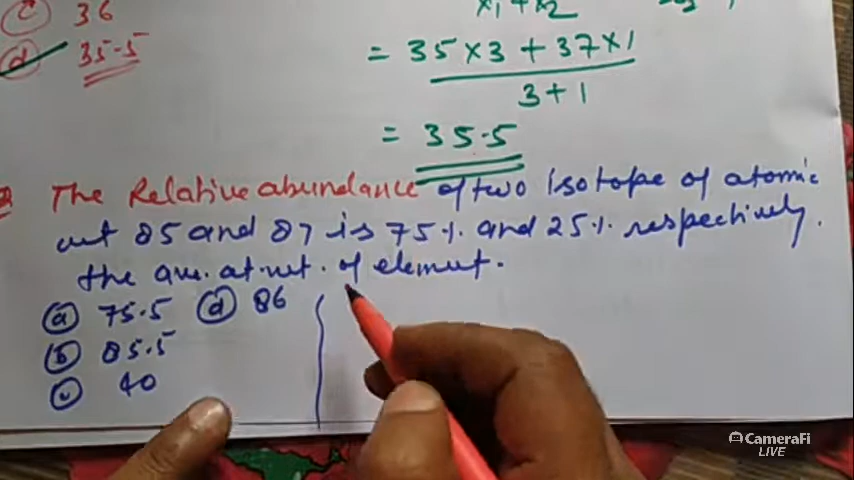 c 36
x1 + x2
d 35.5
= 35 × 3 + 37 × 1
3 + 1
= 35.5
The Relative abundance of two isotope of atomic
wt 85 and 87 is 75%. and 25%. respectively.
the av. at. wt. of element.
a 75.5 d 86
b 85.5
c 40
CameraFi
LIVE